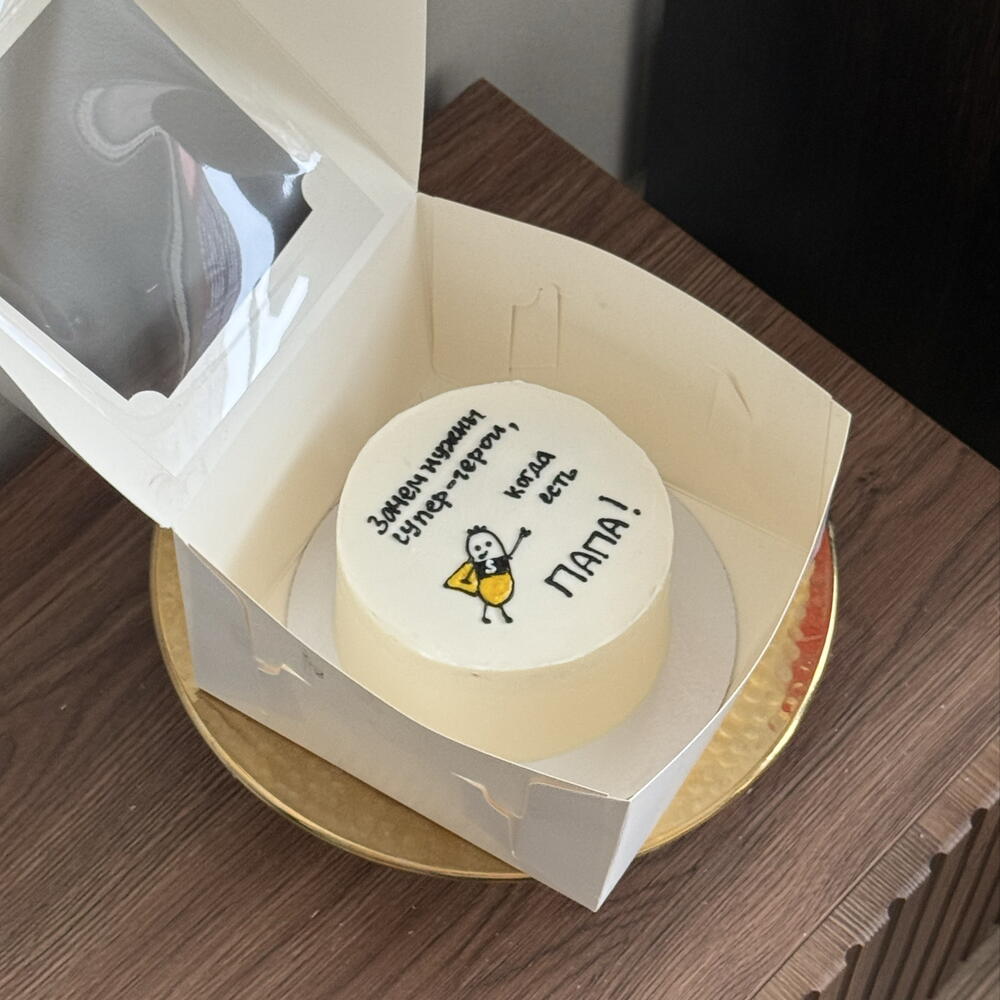 Зачем нужны
супер-герои,
когда
есть
ПАПА!
S